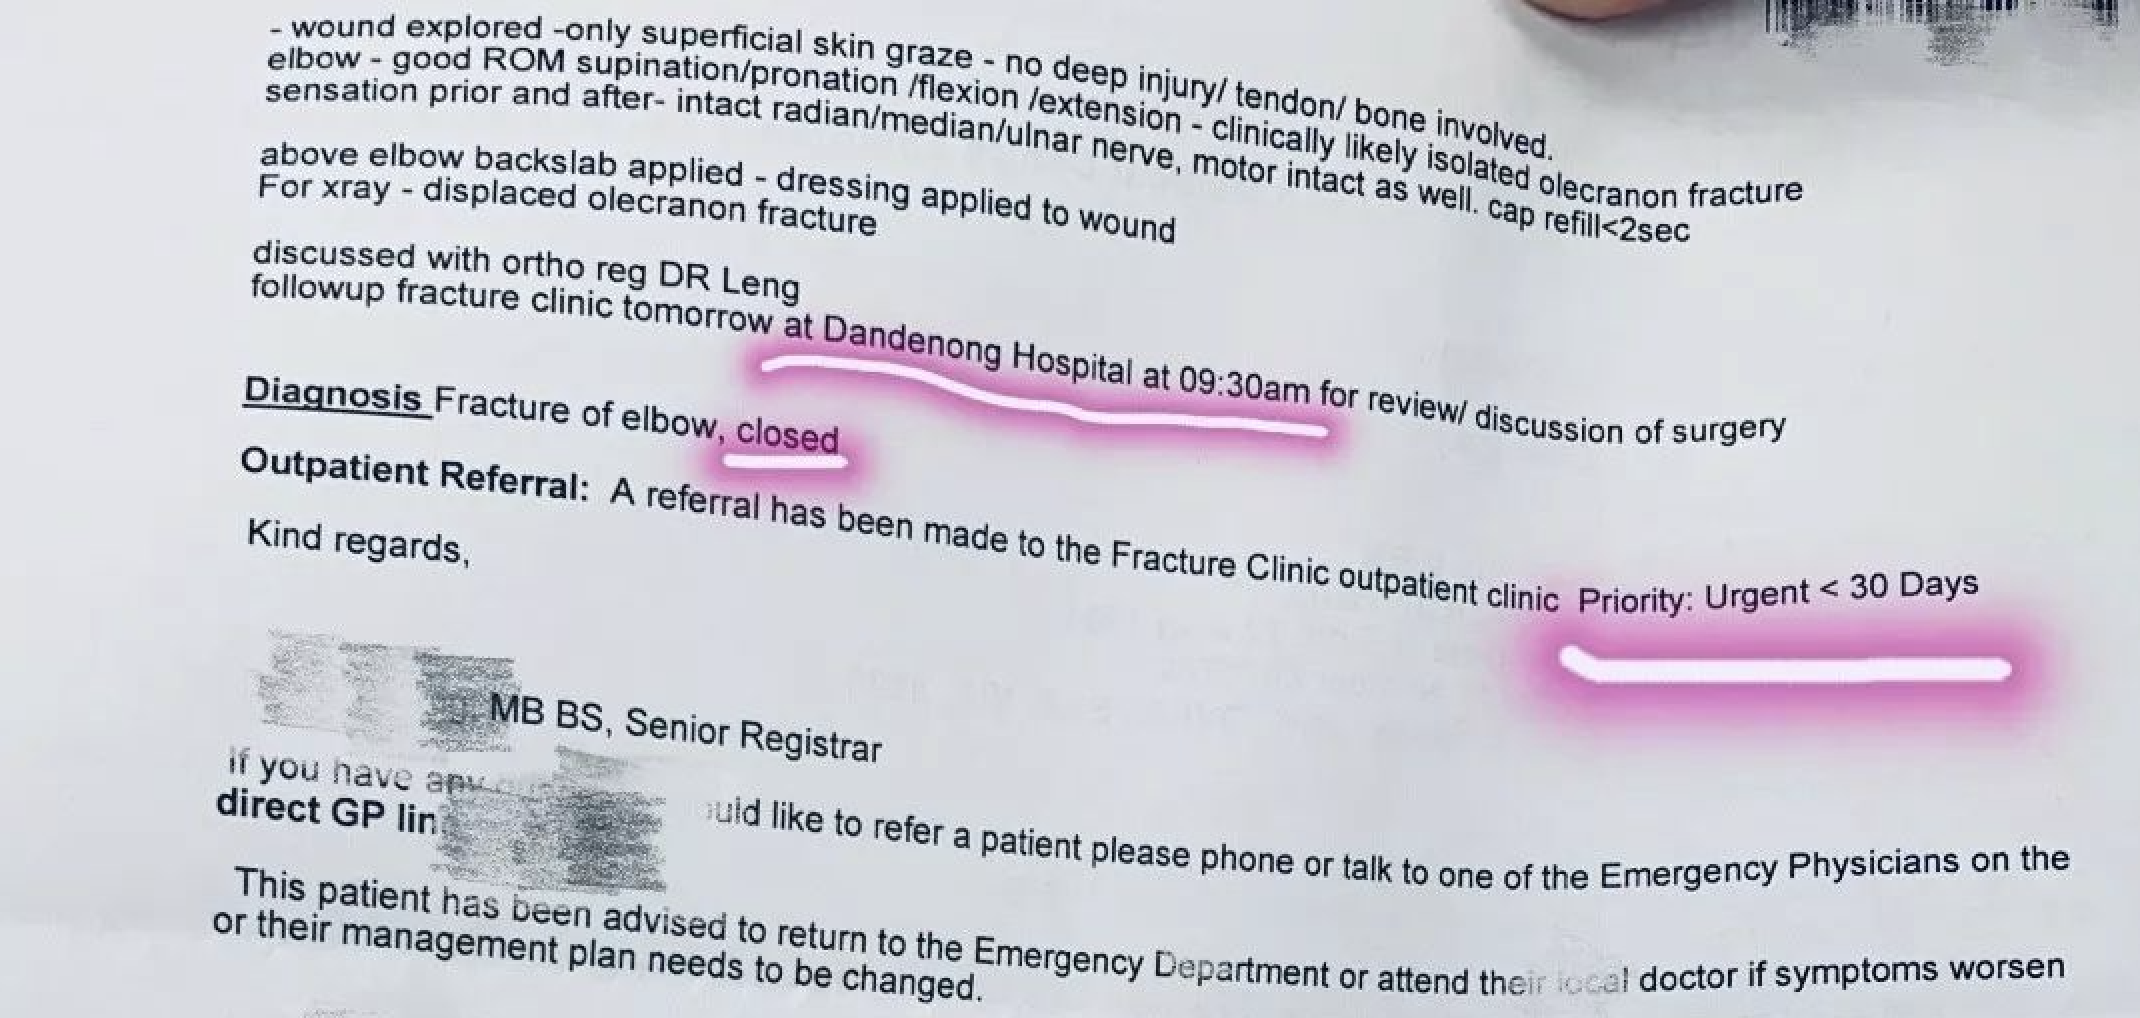 - wound explored -only superficial skin graze - no deep injury/ tendon/ bone involved.
elbow - good ROM supination/pronation /flexion /extension - clinically likely isolated olecranon fracture
sensation prior and after- intact radian/median/ulnar nerve, motor intact as well. cap refill<2sec
above elbow backslab applied - dressing applied to wound
For xray - displaced olecranon fracture
discussed with ortho reg DR Leng
followup fracture clinic tomorrow at Dandenong Hospital at 09:30am for review/ discussion of surgery
Diagnosis Fracture of elbow, closed
Outpatient Referral: A referral has been made to the Fracture Clinic outpatient clinic Priority: Urgent < 30 Days
Kind regards,
MB BS, Senior Registrar
If you have any like to refer a patient please phone or talk to one of the Emergency Physicians on the
direct GP
This patient has been advised to return to the Emergency Department or attend their local doctor if symptoms worsen
or their management plan needs to be changed.